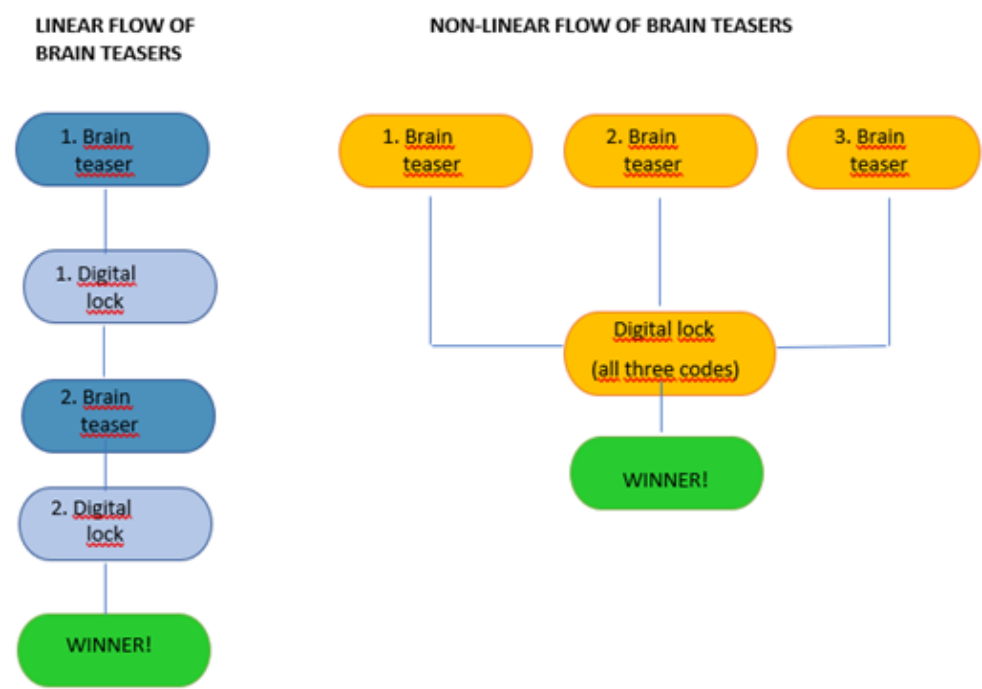 LINEAR FLOW OF
BRAIN TEASERS
1. Brain
teaser
1. Digital
lock
2. Brain
teaser
2. Digital
lock
WINNER!
NON-LINEAR FLOW OF BRAIN TEASERS
1. Brain
teaser
2. Brain
teaser
3. Brain
teaser
Digital lock
(all three codes)
WINNER!